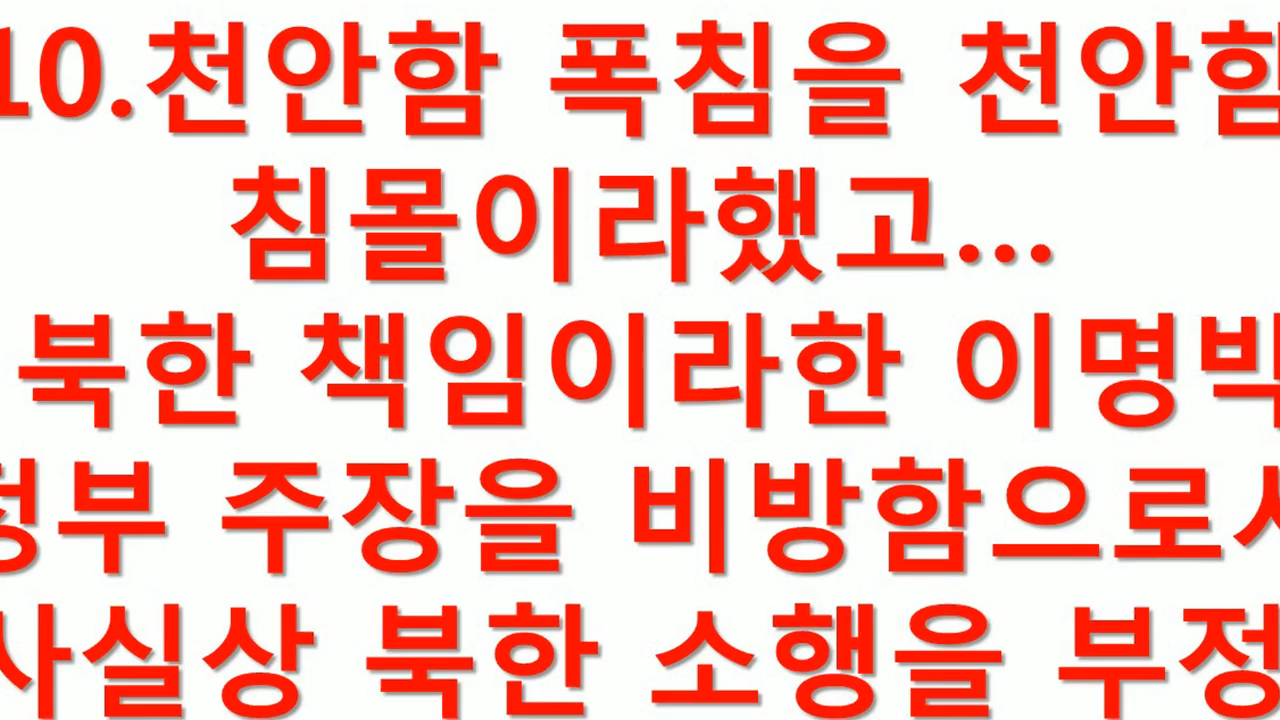 10.천안함 폭침을 천안함
침몰이라했고...
북한 책임이라한 이명박
정부 주장을 비방함으로서
사실상 북한 소행을 부정